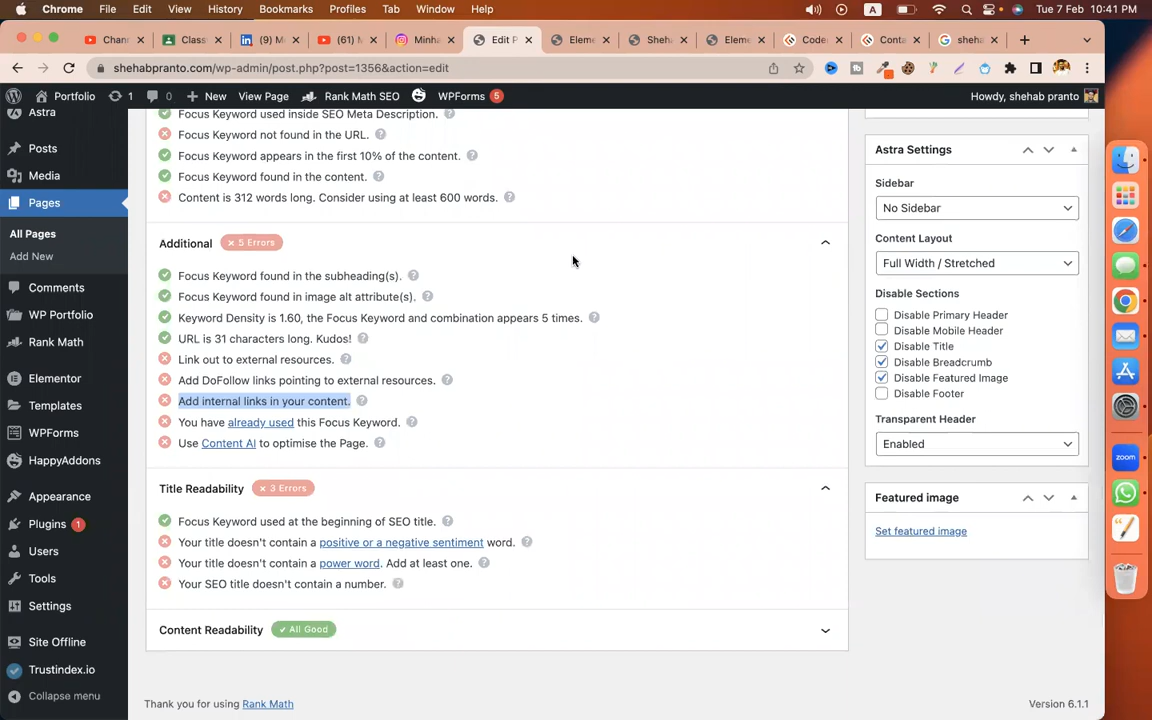 Chrome File Edit View History Bookmarks Profiles Tab Window Help A Tue 7 Feb 10:41 PM
Chann Class (9) M (61) M Minha Edit P Eleme Sheh Eleme Coder Conta sheha
shehabpranto.com/wp-admin/post.php?post=1356&action=edit
Portfolio 1 0 + New View Page Rank Math SEO WPForms 5 Howdy, shehab pranto
Astra
Posts
Media
Pages
All Pages
Add New
Comments
WP Portfolio
Rank Math
Elementor
Templates
WPForms
HappyAddons
Appearance
Plugins 1
Users
Tools
Settings
Site Offline
Trustindex.io
Collapse menu
Focus Keyword used inside SEO Meta Description.
Focus Keyword not found in the URL.
Focus Keyword appears in the first 10% of the content.
Focus Keyword found in the content.
Content is 312 words long. Consider using at least 600 words.
Additional × 5 Errors
Focus Keyword found in the subheading(s).
Focus Keyword found in image alt attribute(s).
Keyword Density is 1.60, the Focus Keyword and combination appears 5 times.
URL is 31 characters long. Kudos!
Link out to external resources.
Add DoFollow links pointing to external resources.
Add internal links in your content.
You have already used this Focus Keyword.
Use Content AI to optimise the Page.
Title Readability × 3 Errors
Focus Keyword used at the beginning of SEO title.
Your title doesn't contain a positive or a negative sentiment word.
Your title doesn't contain a power word. Add at least one.
Your SEO title doesn't contain a number.
Content Readability ✓ All Good
Thank you for using Rank Math
Version 6.1.1
Astra Settings
Sidebar
No Sidebar
Content Layout
Full Width / Stretched
Disable Sections
Disable Primary Header
Disable Mobile Header
Disable Title
Disable Breadcrumb
Disable Featured Image
Disable Footer
Transparent Header
Enabled
Featured image
Set featured image
zoom